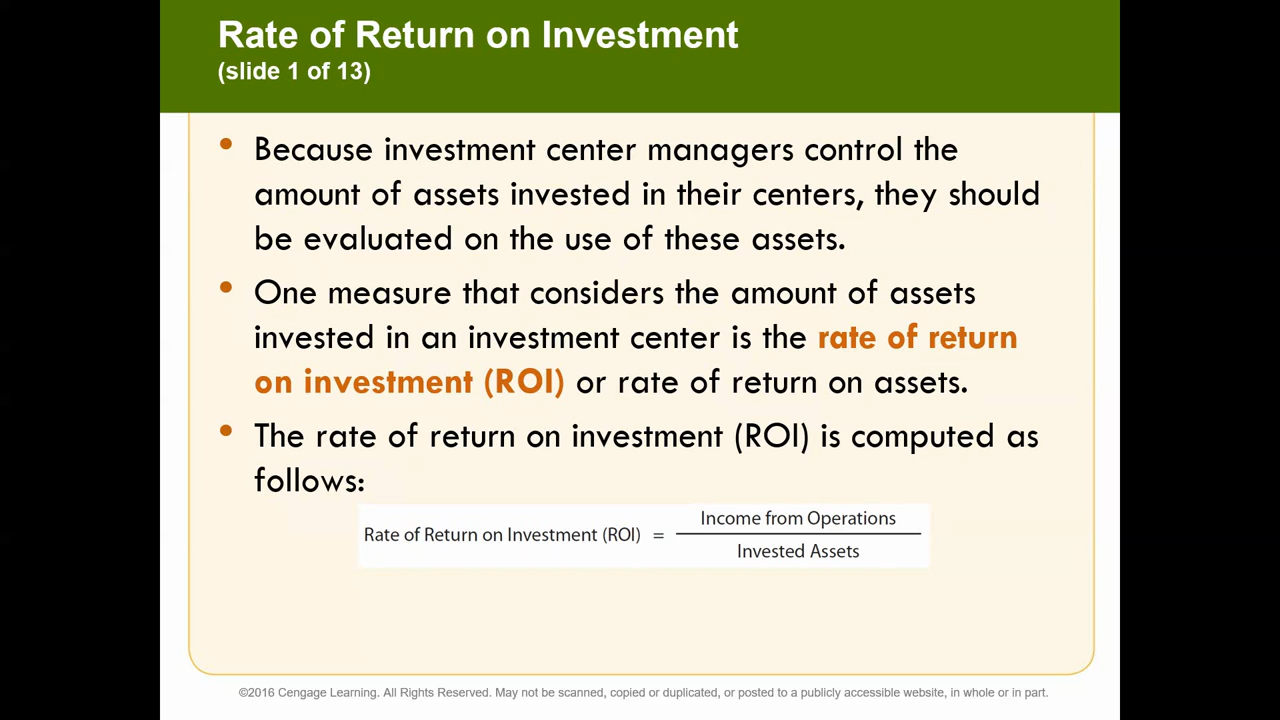 Rate of Return on Investment
(slide 1 of 13)
• Because investment center managers control the
amount of assets invested in their centers, they should
be evaluated on the use of these assets.
• One measure that considers the amount of assets
invested in an investment center is the rate of return
on investment (ROI) or rate of return on assets.
• The rate of return on investment (ROI) is computed as
follows:
Rate of Return on Investment (ROI) = Income from Operations
Invested Assets
©2016 Cengage Learning. All Rights Reserved. May not be scanned, copied or duplicated, or posted to a publicly accessible website, in whole or in part.